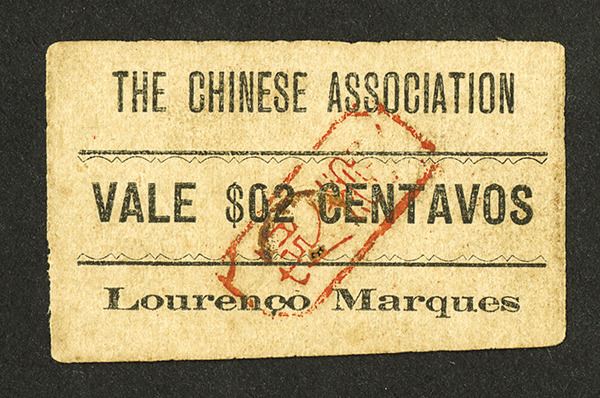 THE CHINESE ASSOCIATION
VALE $02 CENTAVOS
Lourenço Marques